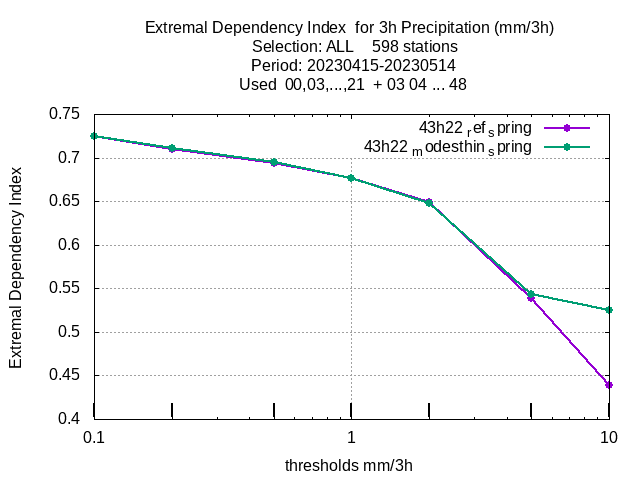 Extremal Dependency Index  for 3h Precipitation (mm/3h)
Selection: ALL    598 stations
Period: 20230415-20230514
Used  00,03,...,21  + 03 04 ... 48
0.75
0.7
0.65
0.6
0.55
0.5
0.45
0.4
Extremal Dependency Index
43h22 ref spring
43h22 modesthin spring
0.1
1
10
thresholds mm/3h